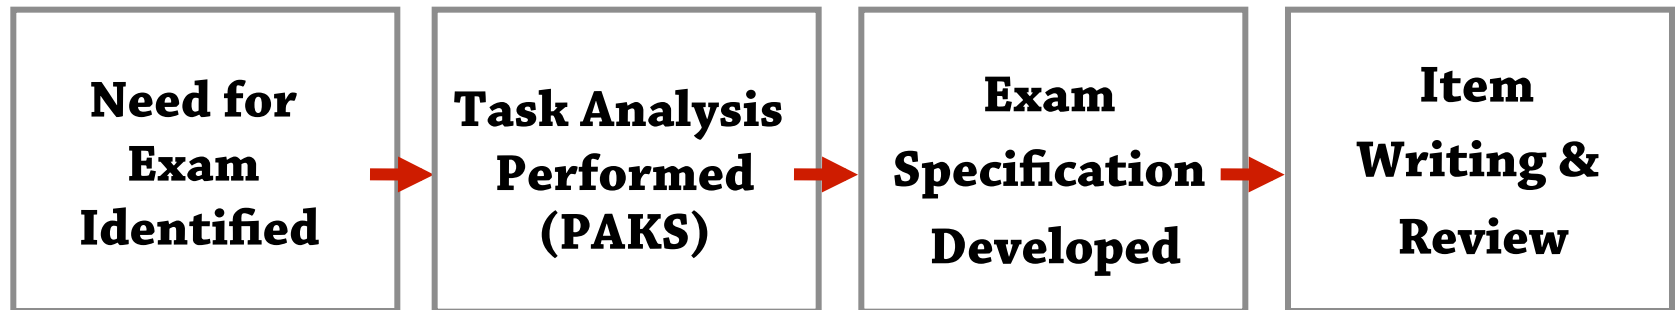 Need for
Exam
Identified
Task Analysis
Performed
(PAKS)
Exam
Specification
Developed
Item
Writing &
Review